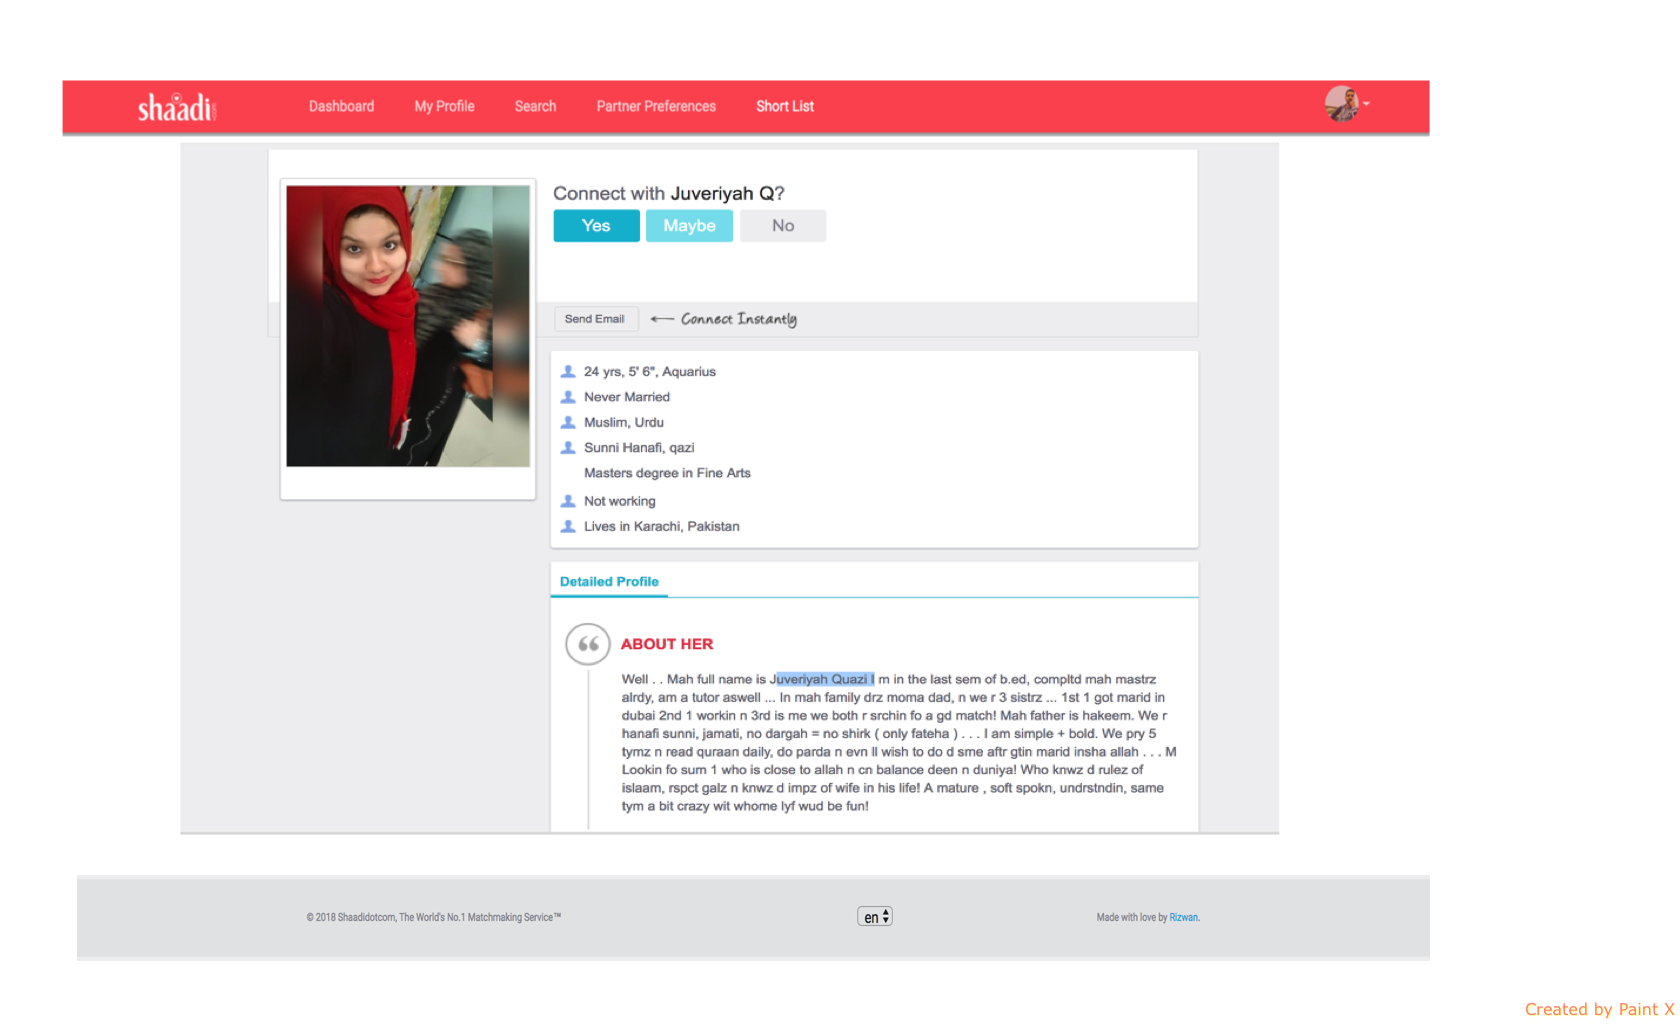 shaadi
Dashboard My Profile Search Partner Preferences Short List
Connect with Juveriyah Q?
Yes Maybe No
Send Email Connect Instantly
24 yrs, 5' 6", Aquarius
Never Married
Muslim, Urdu
Sunni Hanafi, qazi
Masters degree in Fine Arts
Not working
Lives in Karachi, Pakistan
Detailed Profile
ABOUT HER
Well . . Mah full name is Juveriyah Quazi I m in the last sem of b.ed, compltd mah mastrz
alrdy, am a tutor aswell ... In mah family drz moma dad, n we r 3 sistrz ... 1st 1 got marid in
dubai 2nd 1 workin n 3rd is me we both r srchin fo a gd match! Mah father is hakeem. We r
hanafi sunni, jamati, no dargah = no shirk ( only fateha ) . . . I am simple + bold. We pry 5
tymz n read quraan daily, do parda n evn ll wish to do d sme aftr gtin marid insha allah . . . M
Lookin fo sum 1 who is close to allah n cn balance deen n duniya! Who knwz d rulez of
islaam, rspct galz n knwz d impz of wife in his life! A mature , soft spokn, undrstndin, same
tym a bit crazy wit whome lyf wud be fun!
© 2018 Shaadidotcom, The World's No.1 Matchmaking Service™ en Made with love by Rizwan.
Created by Paint X